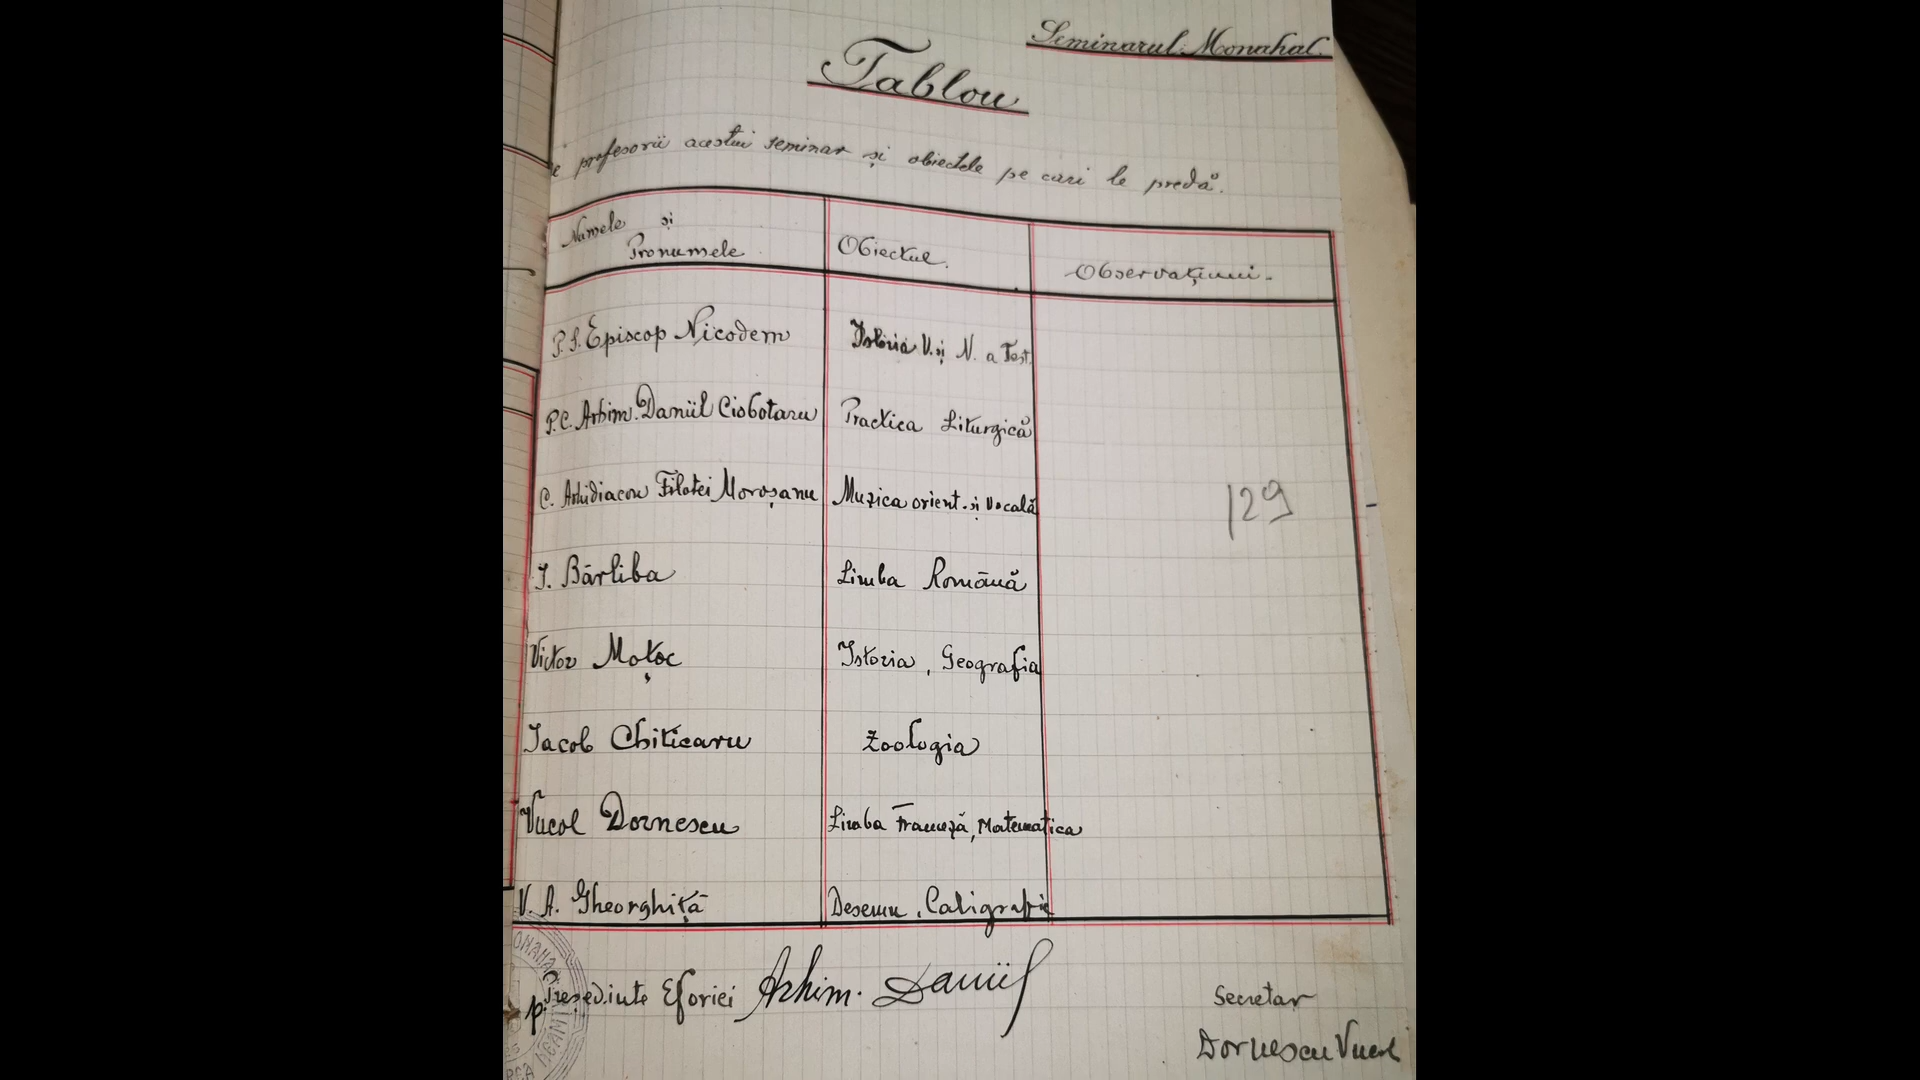 Seminarul Monahal.
Tablou
profesorii acestui seminar și obiectele pe cari le predă.
Numele și Pronumele Obiectul. Observațiuni.
P. S. Episcop Nicodem Istoria V. și N. a Test.
P. C. Arhim. Daniil Ciobotaru Practica Liturgică
C. Arhidiacon Filotei Moroșanu Muzica orient. și Vocală
129
I. Bârliba Limba Română
Victor Moțoc Istoria, Geografia
Iacob Chiticaru Zoologia
Vucol Dornescu Limba Franceză, Matematica
V. A. Gheorghiță Desemn, Caligrafie
p. Președinte Eforiei Arhim. Daniil
Secretar
Dornescu Vucol